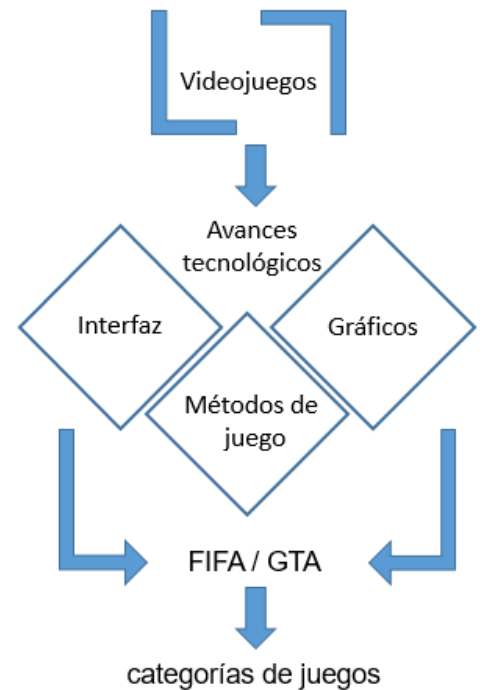 Videojuegos
Avances
tecnológicos
Interfaz
Gráficos
Métodos de
juego
FIFA / GTA
categorías de juegos